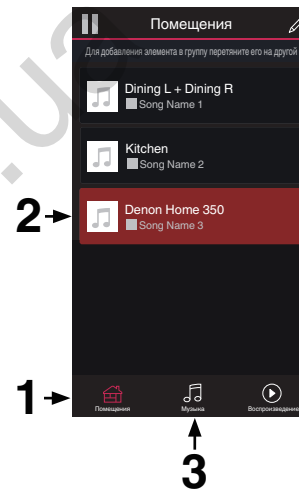 Помещения
Для добавления элемента в группу перетяните его на другой
Dining L + Dining R
Song Name 1
Kitchen
Song Name 2
2
Denon Home 350
Song Name 3
1
Помещения
Музыка
Воспроизведение
3
.ua